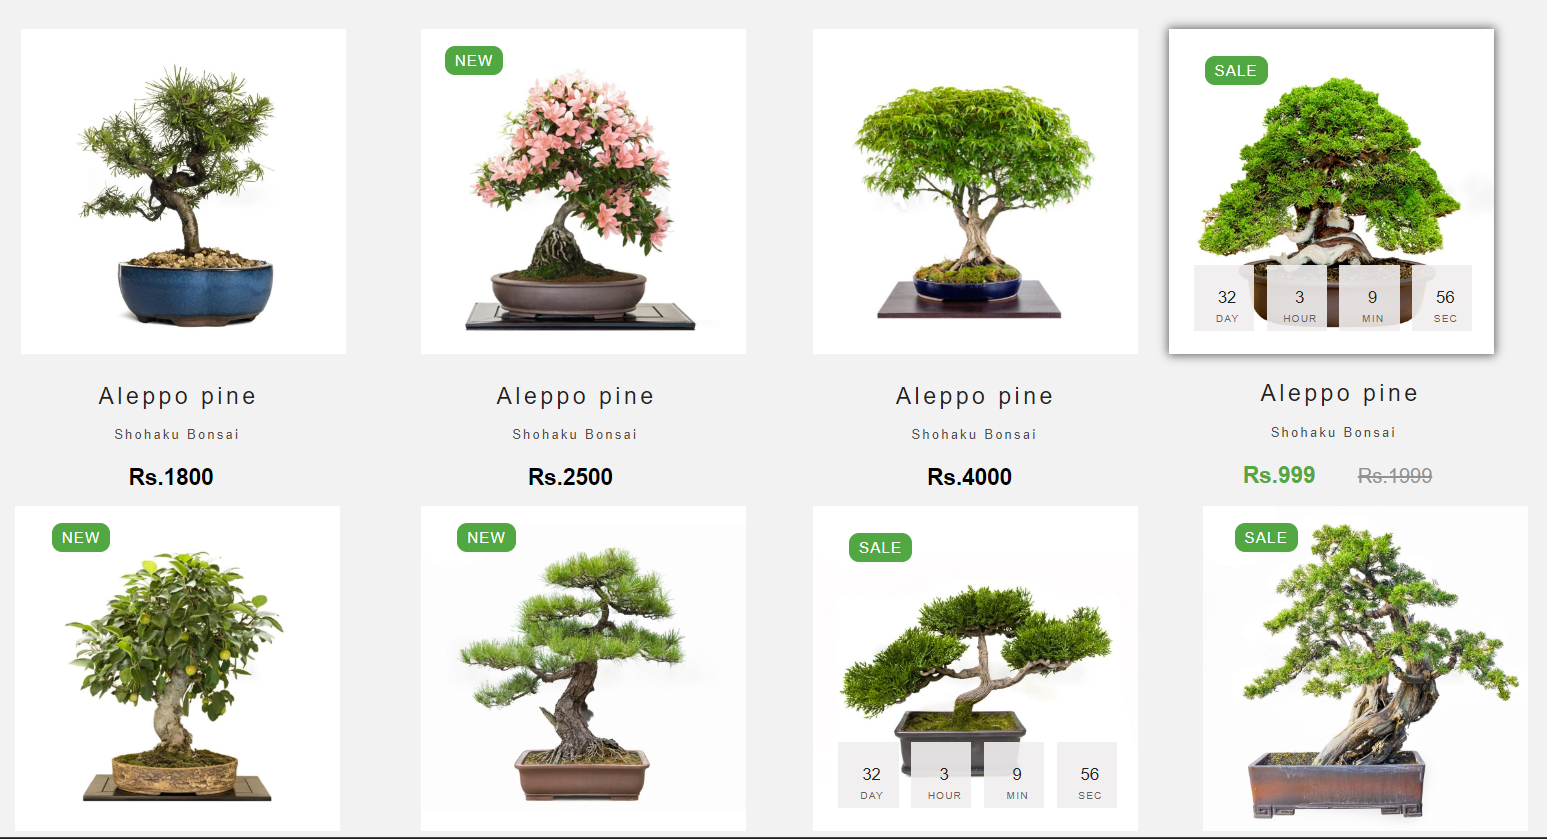 NEW
SALE
32 3 9 56
DAY HOUR MIN SEC
Aleppo pine
Aleppo pine
Aleppo pine
Aleppo pine
Shohaku Bonsai
Shohaku Bonsai
Shohaku Bonsai
Shohaku Bonsai
Rs.1800
Rs.2500
Rs.4000
Rs.999 Rs.1999
NEW
NEW
SALE
SALE
32 3 9 56
DAY HOUR MIN SEC